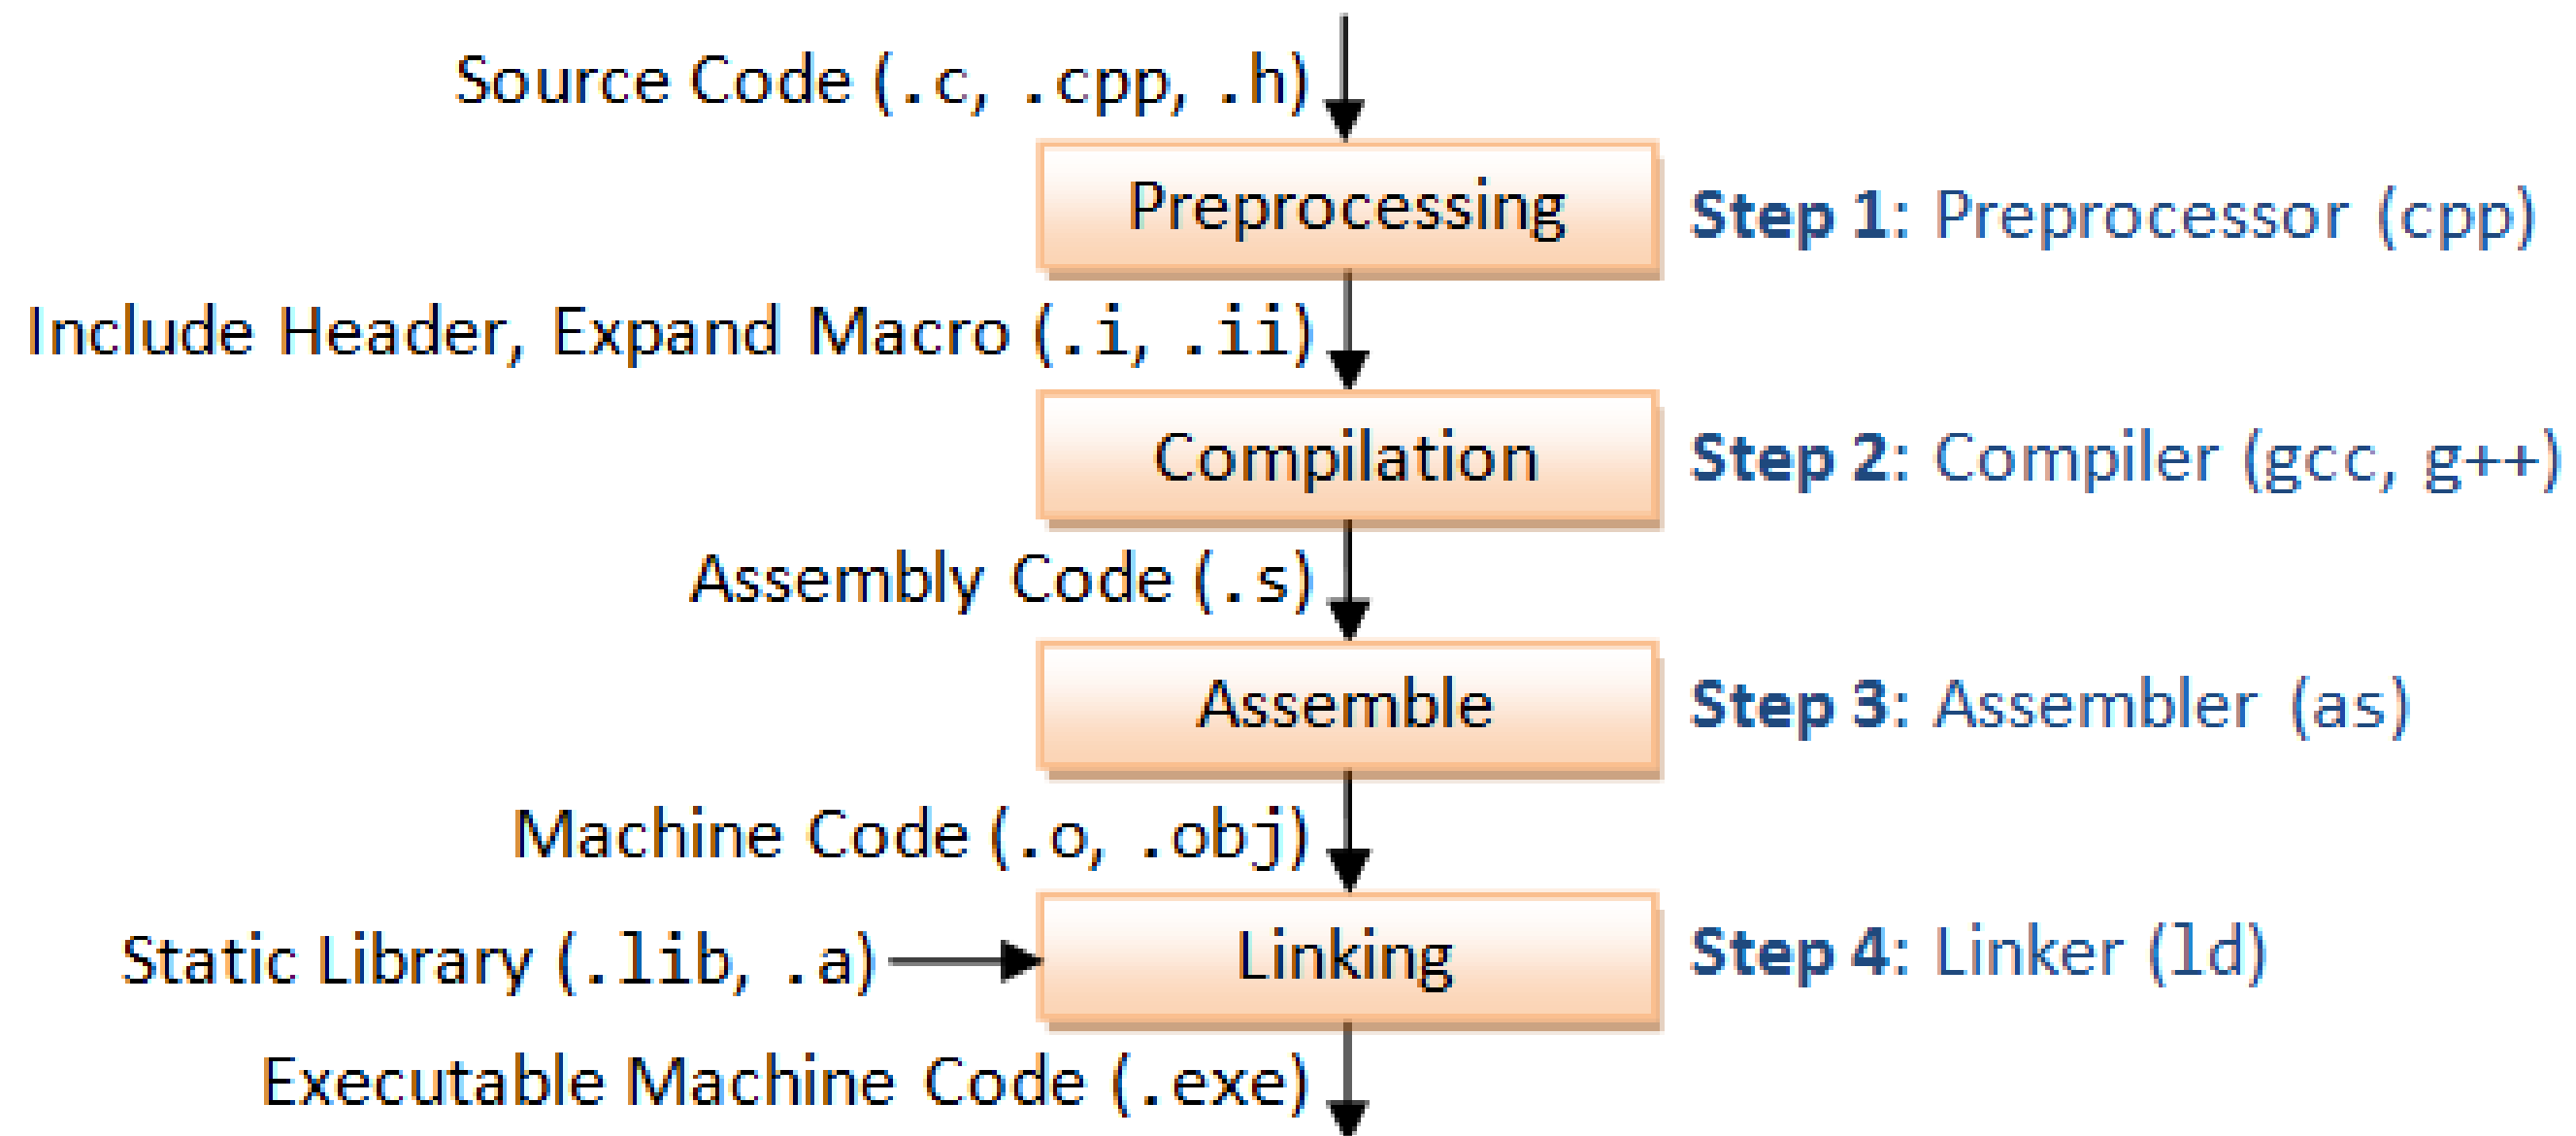 Source Code (.c, .cpp, .h)
Preprocessing
Step 1: Preprocessor (cpp)
Include Header, Expand Macro (.i, .ii)
Compilation
Step 2: Compiler (gcc, g++)
Assembly Code (.s)
Assemble
Step 3: Assembler (as)
Machine Code (.o, .obj)
Static Library (.lib, .a)
Linking
Step 4: Linker (ld)
Executable Machine Code (.exe)